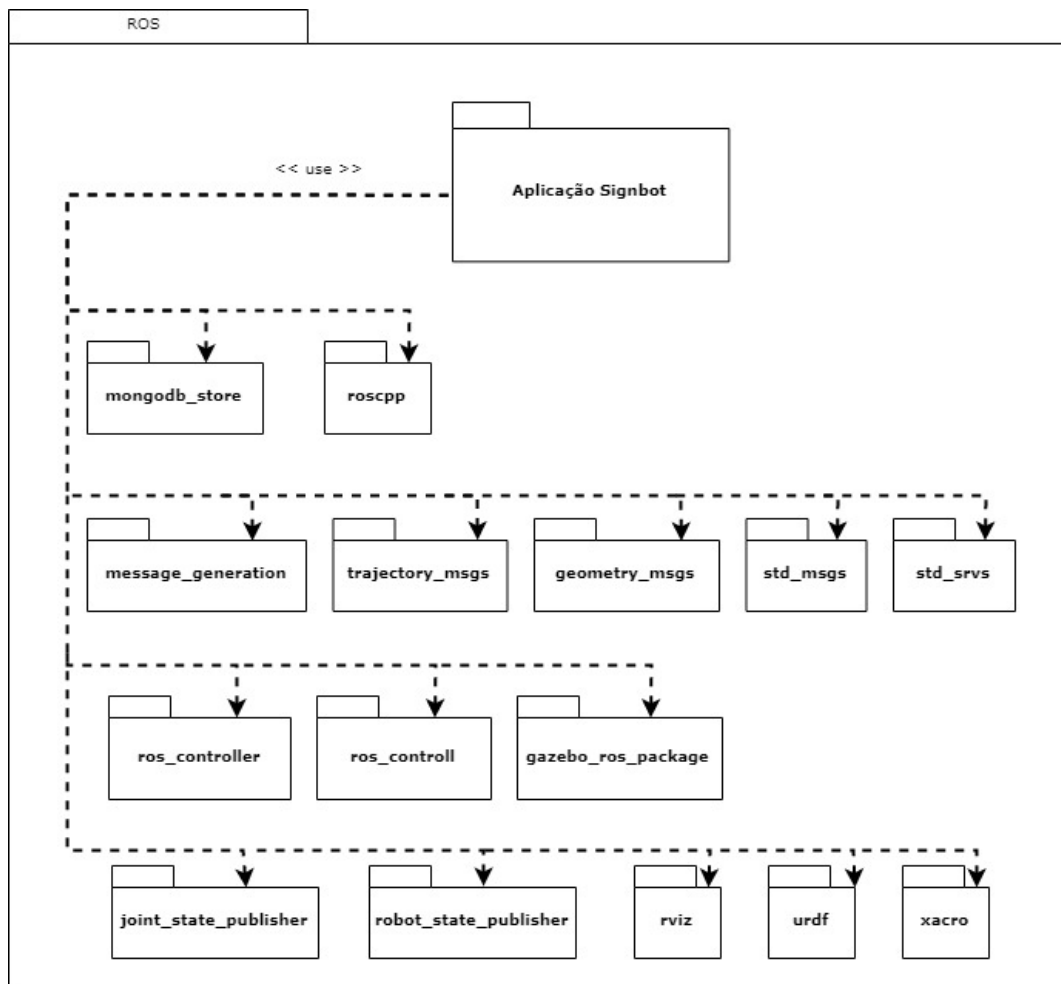 ROS
Aplicação Signbot
<< use >>
mongodb_store
roscpp
message_generation
trajectory_msgs
geometry_msgs
std_msgs
std_srvs
ros_controller
ros_controll
gazebo_ros_package
joint_state_publisher
robot_state_publisher
rviz
urdf
xacro